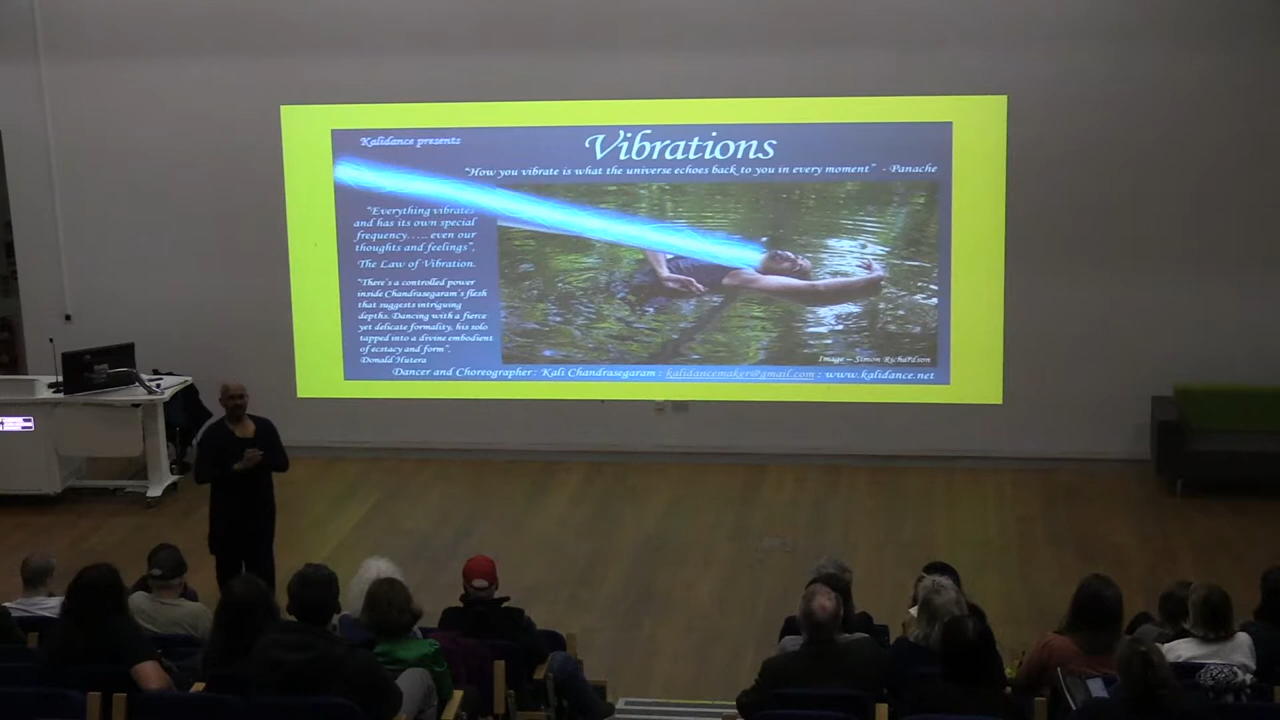 Kalidance presents
Vibrations
"How you vibrate is what the universe echoes back to you in every moment" - Panache
"Everything vibrates
and has its own special
frequency..... even our
thoughts and feelings",
The Law of Vibration.
"There's a controlled power
inside Chandrasegaram's flesh
that suggests intriguing
depths. Dancing with a fierce
yet delicate formality, his solo
tapped into a divine embodient
of ecstacy and form".
Donald Hutera
Image – Simon Richardson
Dancer and Choreographer : Kali Chandrasegaram : kalidancemaker@gmail.com : www.kalidance.net